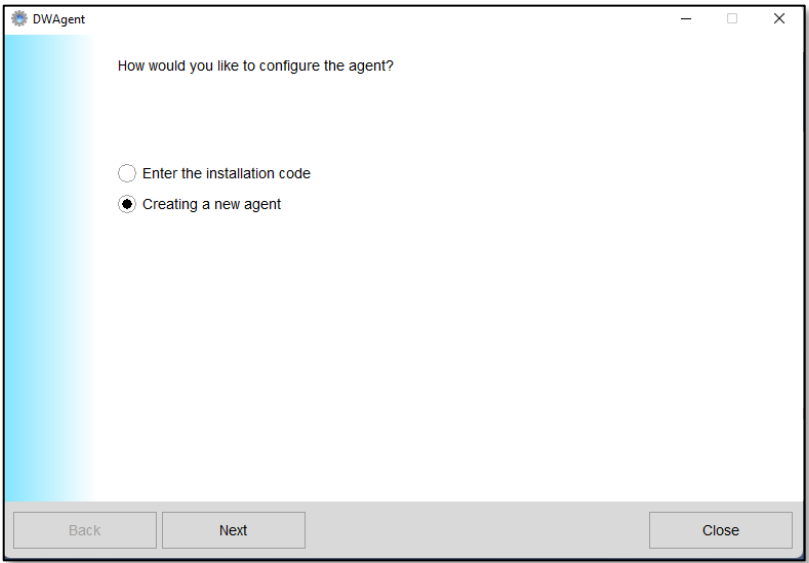 DWAgent
How would you like to configure the agent?
Enter the installation code
Creating a new agent
Back
Next
Close